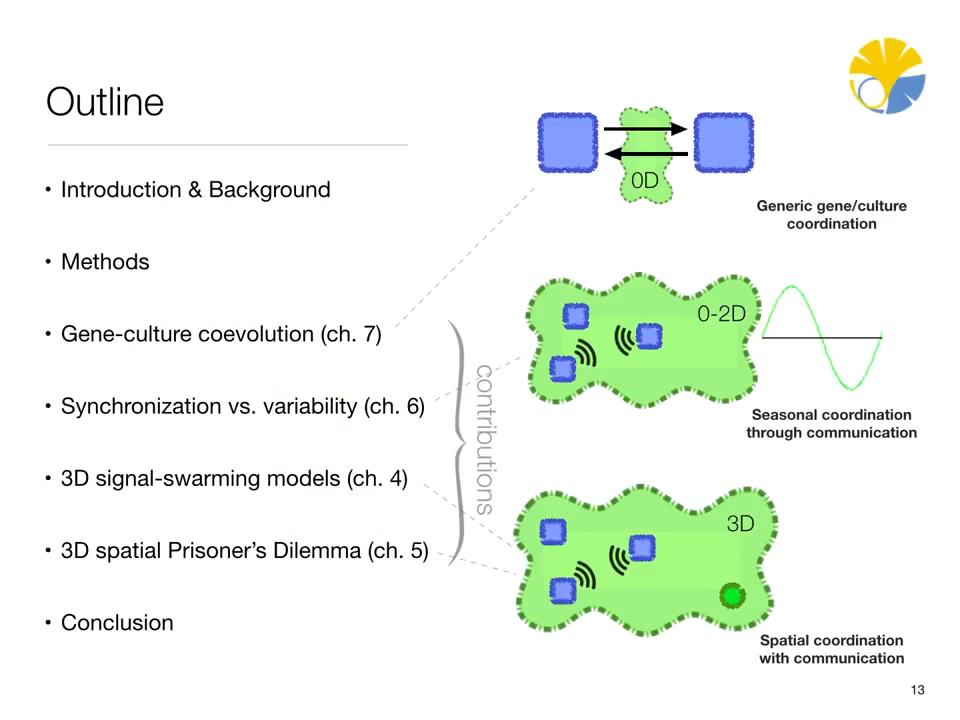 Outline
• Introduction & Background
• Methods
• Gene-culture coevolution (ch. 7)
• Synchronization vs. variability (ch. 6)
• 3D signal-swarming models (ch. 4)
• 3D spatial Prisoner's Dilemma (ch. 5)
• Conclusion
contributions
0D
Generic gene/culture
coordination
0-2D
Seasonal coordination
through communication
3D
Spatial coordination
with communication
13